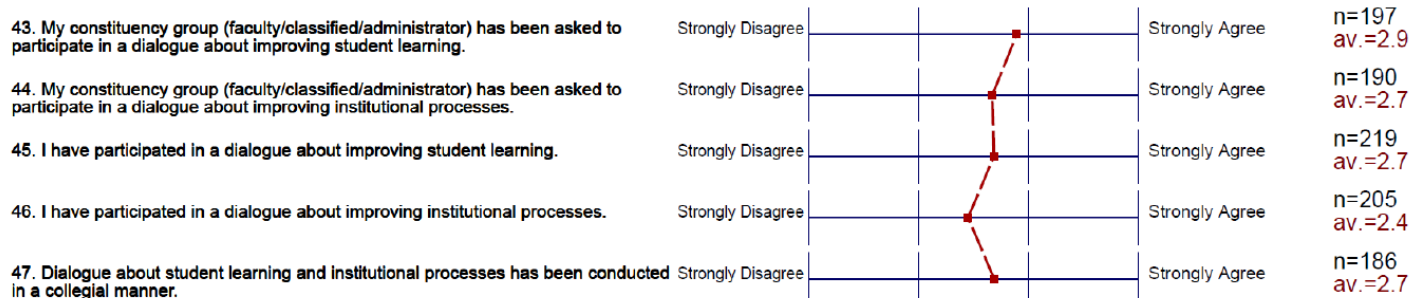 43. My constituency group (faculty/classified/administrator) has been asked to
participate in a dialogue about improving student learning.
Strongly Disagree
Strongly Agree
n=197
av.=2.9
44. My constituency group (faculty/classified/administrator) has been asked to
participate in a dialogue about improving institutional processes.
Strongly Disagree
Strongly Agree
n=190
av.=2.7
45. I have participated in a dialogue about improving student learning.
Strongly Disagree
Strongly Agree
n=219
av.=2.7
46. I have participated in a dialogue about improving institutional processes.
Strongly Disagree
Strongly Agree
n=205
av.=2.4
47. Dialogue about student learning and institutional processes has been conducted
in a collegial manner.
Strongly Disagree
Strongly Agree
n=186
av.=2.7